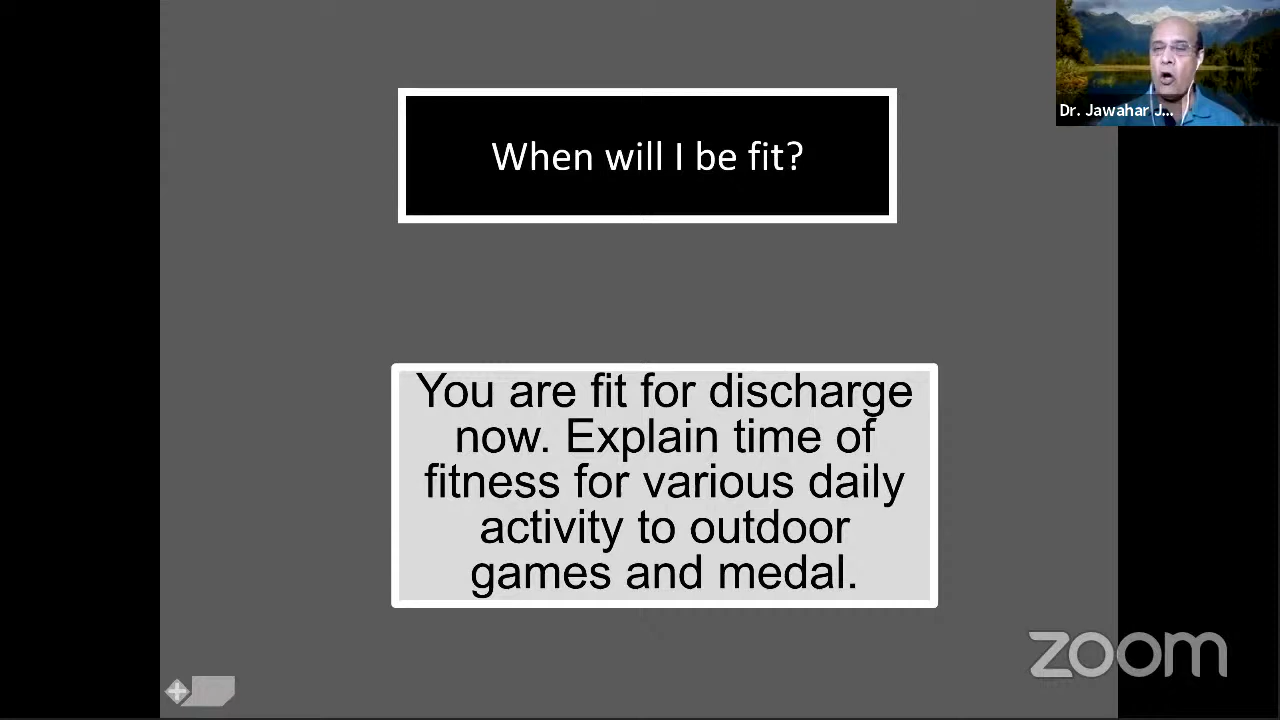 Dr. Jawahar J...
When will I be fit?
You are fit for discharge
now. Explain time of
fitness for various daily
activity to outdoor
games and medal.
zoom